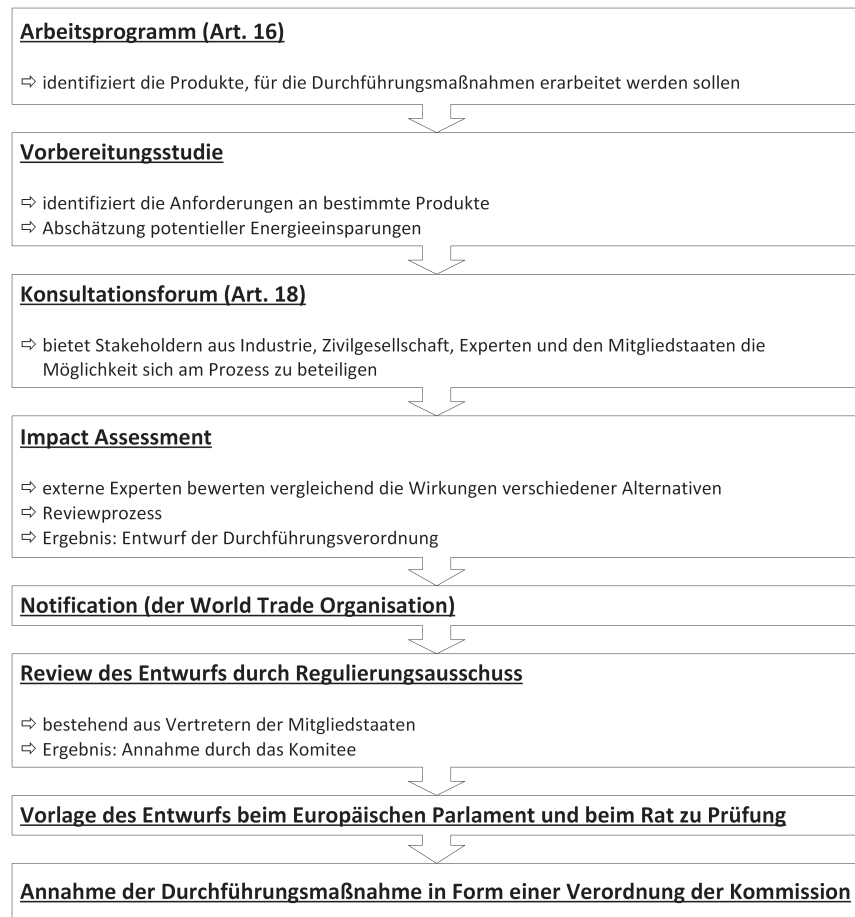 Arbeitsprogramm (Art. 16)
⇨ identifiziert die Produkte, für die Durchführungsmaßnahmen erarbeitet werden sollen
Vorbereitungsstudie
⇨ identifiziert die Anforderungen an bestimmte Produkte
⇨ Abschätzung potentieller Energieeinsparungen
Konsultationsforum (Art. 18)
⇨ bietet Stakeholdern aus Industrie, Zivilgesellschaft, Experten und den Mitgliedstaaten die
Möglichkeit sich am Prozess zu beteiligen
Impact Assessment
⇨ externe Experten bewerten vergleichend die Wirkungen verschiedener Alternativen
⇨ Reviewprozess
⇨ Ergebnis: Entwurf der Durchführungsverordnung
Notification (der World Trade Organisation)
Review des Entwurfs durch Regulierungsausschuss
⇨ bestehend aus Vertretern der Mitgliedstaaten
⇨ Ergebnis: Annahme durch das Komitee
Vorlage des Entwurfs beim Europäischen Parlament und beim Rat zu Prüfung
Annahme der Durchführungsmaßnahme in Form einer Verordnung der Kommission